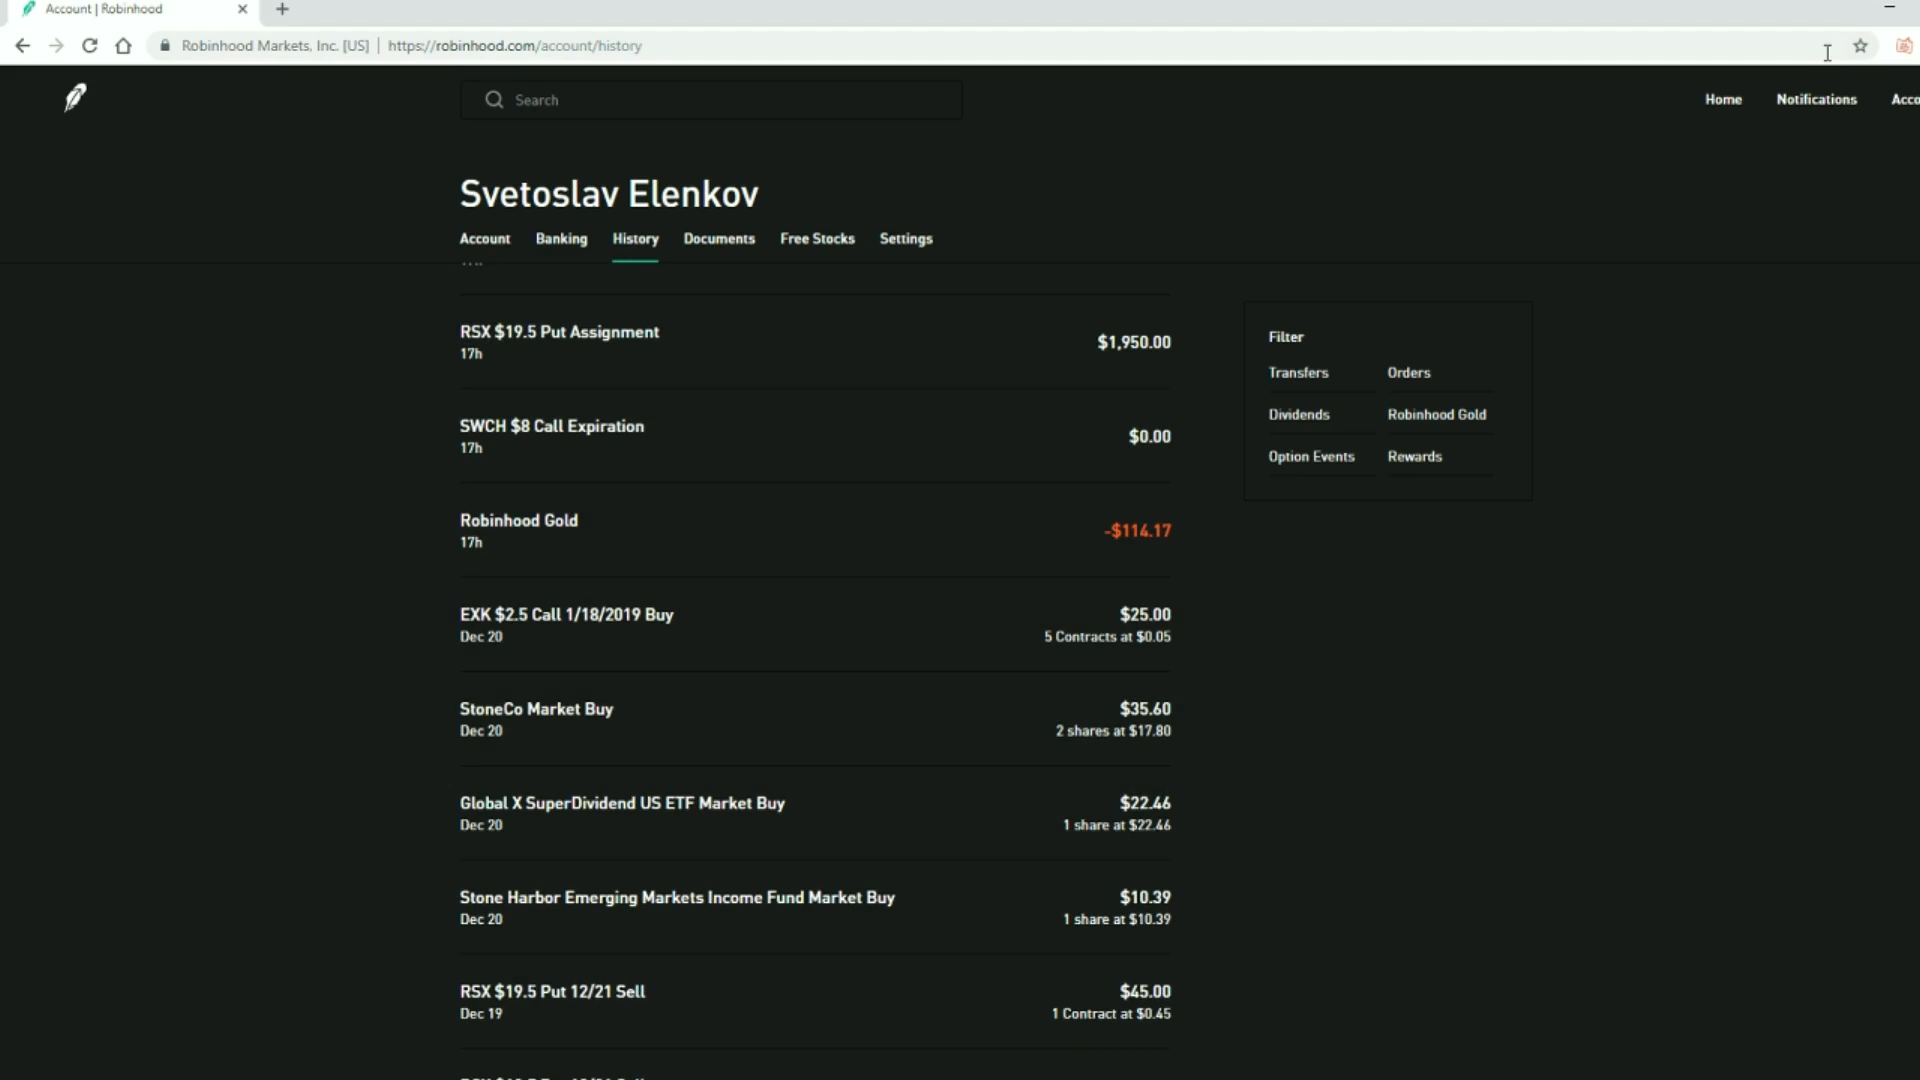 Account | Robinhood
Robinhood Markets, Inc. [US] | https://robinhood.com/account/history
Search
Home
Notifications
Acco
Svetoslav Elenkov
Account
Banking
History
Documents
Free Stocks
Settings
RSX $19.5 Put Assignment
$1,950.00
17h
SWCH $8 Call Expiration
$0.00
17h
Robinhood Gold
-$114.17
17h
EXK $2.5 Call 1/18/2019 Buy
$25.00
Dec 20
5 Contracts at $0.05
StoneCo Market Buy
$35.60
Dec 20
2 shares at $17.80
Global X SuperDividend US ETF Market Buy
$22.46
Dec 20
1 share at $22.46
Stone Harbor Emerging Markets Income Fund Market Buy
$10.39
Dec 20
1 share at $10.39
RSX $19.5 Put 12/21 Sell
$45.00
Dec 19
1 Contract at $0.45
Filter
Transfers
Orders
Dividends
Robinhood Gold
Option Events
Rewards